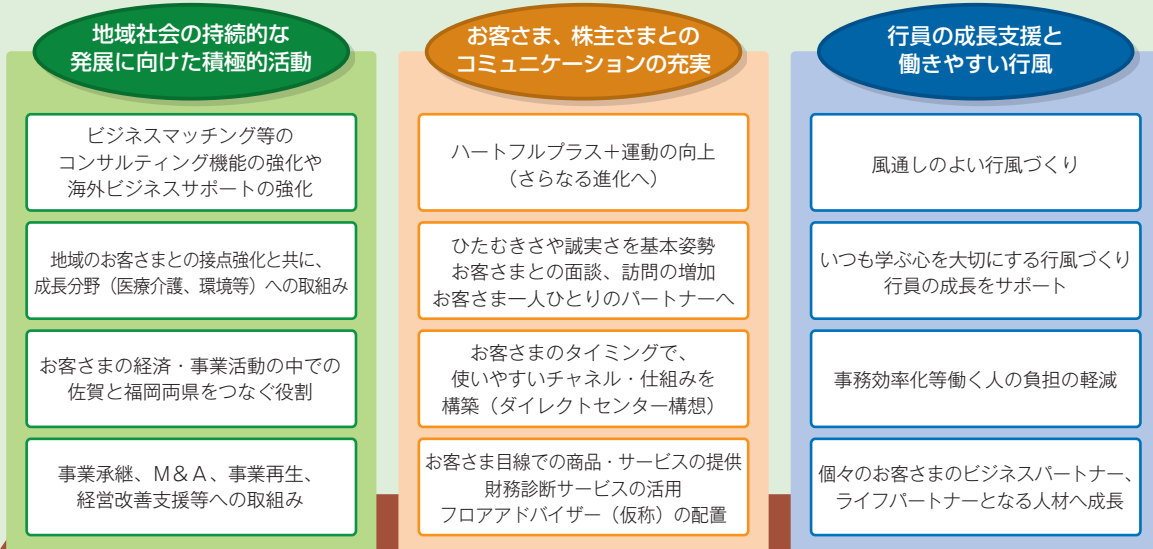 地域社会の持続的な
発展に向けた積極的活動
ビジネスマッチング等の
コンサルティング機能の強化や
海外ビジネスサポートの強化
地域のお客さまとの接点強化と共に、
成長分野（医療介護、環境等）への取組み
お客さまの経済・事業活動の中での
佐賀と福岡両県をつなぐ役割
事業承継、M＆A、事業再生、
経営改善支援等への取組み
お客さま、株主さまとの
コミュニケーションの充実
ハートフルプラス＋運動の向上
（さらなる進化へ）
ひたむきさや誠実さを基本姿勢
お客さまとの面談、訪問の増加
お客さま一人ひとりのパートナーへ
お客さまのタイミングで、
使いやすいチャネル・仕組みを
構築（ダイレクトセンター構想）
お客さま目線での商品・サービスの提供
財務診断サービスの活用
フロアアドバイザー（仮称）の配置
行員の成長支援と
働きやすい行風
風通しのよい行風づくり
いつも学ぶ心を大切にする行風づくり
行員の成長をサポート
事務効率化等働く人の負担の軽減
個々のお客さまのビジネスパートナー、
ライフパートナーとなる人材へ成長